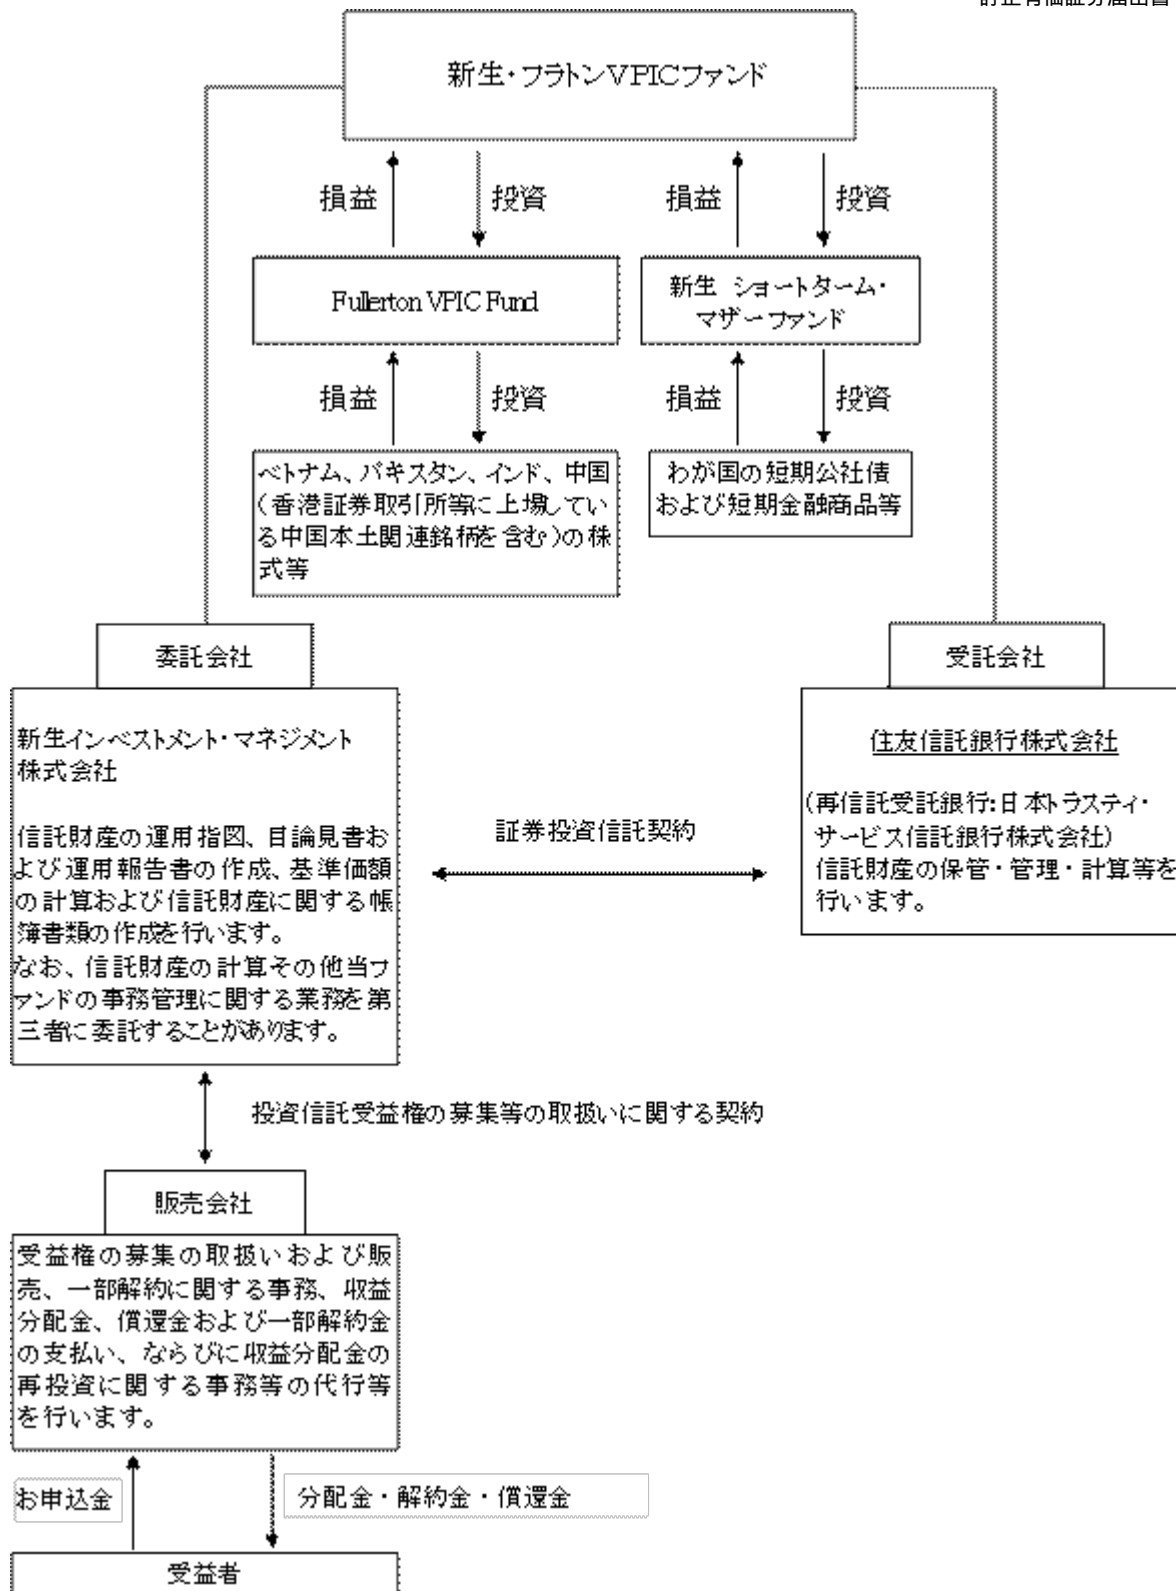 訂正有価証券届出書
新生・フラトンVPICファンド
損益
投資
損益
投資
Fullerton VPIC Fund
新生 ショートターム・
マザーファンド
損益
投資
損益
投資
ベトナム、パキスタン、インド、中国
(香港証券取引所等に上場してい
る中国本土関連銘柄を含む)の株
式等
わが国の短期公社債
および短期金融商品等
委託会社
受託会社
新生インベストメント・マネジメント
株式会社
信託財産の運用指図、目論見書お
よび運用報告書の作成、基準価額
の計算および信託財産に関する帳
簿書類の作成を行います。
なお、信託財産の計算その他当フ
ァンドの事務管理に関する業務を第
三者に委託することがあります。
証券投資信託契約
住友信託銀行株式会社
(再信託受託銀行:日本トラスティ・
サービス信託銀行株式会社)
信託財産の保管・管理・計算等を
行います。
投資信託受益権の募集等の取扱いに関する契約
販売会社
受益権の募集の取扱いおよび販
売、一部解約に関する事務、収益
分配金、償還金および一部解約金
の支払い、ならびに収益分配金の
再投資に関する事務等の代行等
を行います。
お申込金
分配金・解約金・償還金
受益者